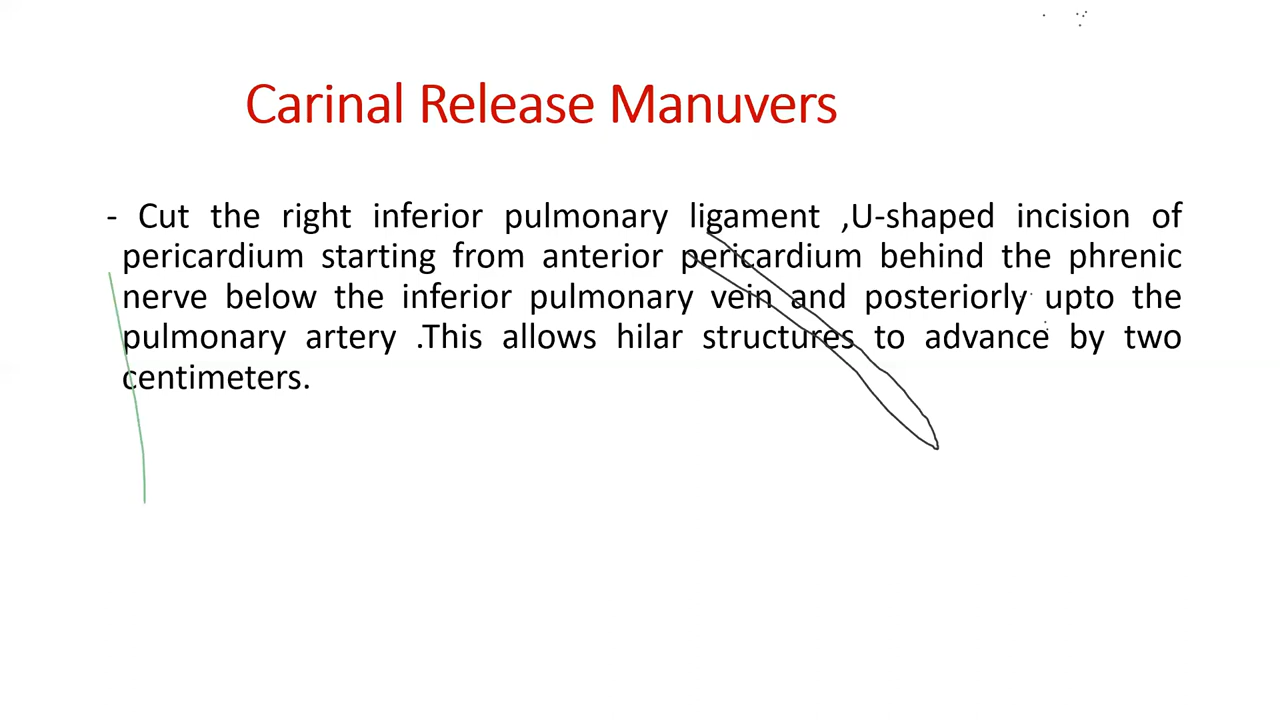 Carinal Release Manuvers
- Cut the right inferior pulmonary ligament ,U-shaped incision of
pericardium starting from anterior pericardium behind the phrenic
nerve below the inferior pulmonary vein and posteriorly upto the
pulmonary artery .This allows hilar structures to advance by two
centimeters.